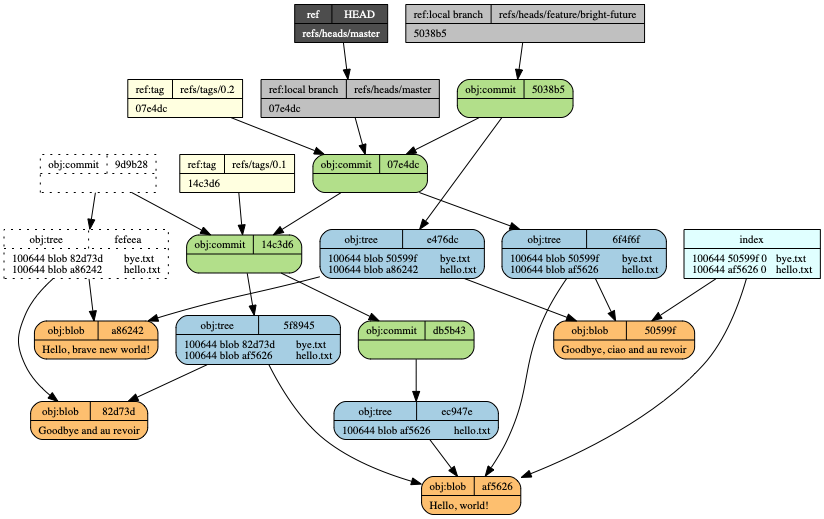 ref HEAD
refs/heads/master
ref:local branch refs/heads/feature/bright-future
5038b5
ref:tag refs/tags/0.2
07e4dc
ref:local branch refs/heads/master
07e4dc
obj:commit 5038b5
obj:commit 9d9b28
ref:tag refs/tags/0.1
14c3d6
obj:commit 07e4dc
obj:tree fefeea
100644 blob 82d73d bye.txt
100644 blob a86242 hello.txt
obj:commit 14c3d6
obj:tree e476dc
100644 blob 50599f bye.txt
100644 blob a86242 hello.txt
obj:tree 6f4f6f
100644 blob 50599f bye.txt
100644 blob af5626 hello.txt
index
100644 50599f 0 bye.txt
100644 af5626 0 hello.txt
obj:blob a86242
Hello, brave new world!
obj:tree 5f8945
100644 blob 82d73d bye.txt
100644 blob af5626 hello.txt
obj:commit db5b43
obj:blob 50599f
Goodbye, ciao and au revoir
obj:blob 82d73d
Goodbye and au revoir
obj:tree ec947e
100644 blob af5626 hello.txt
obj:blob af5626
Hello, world!